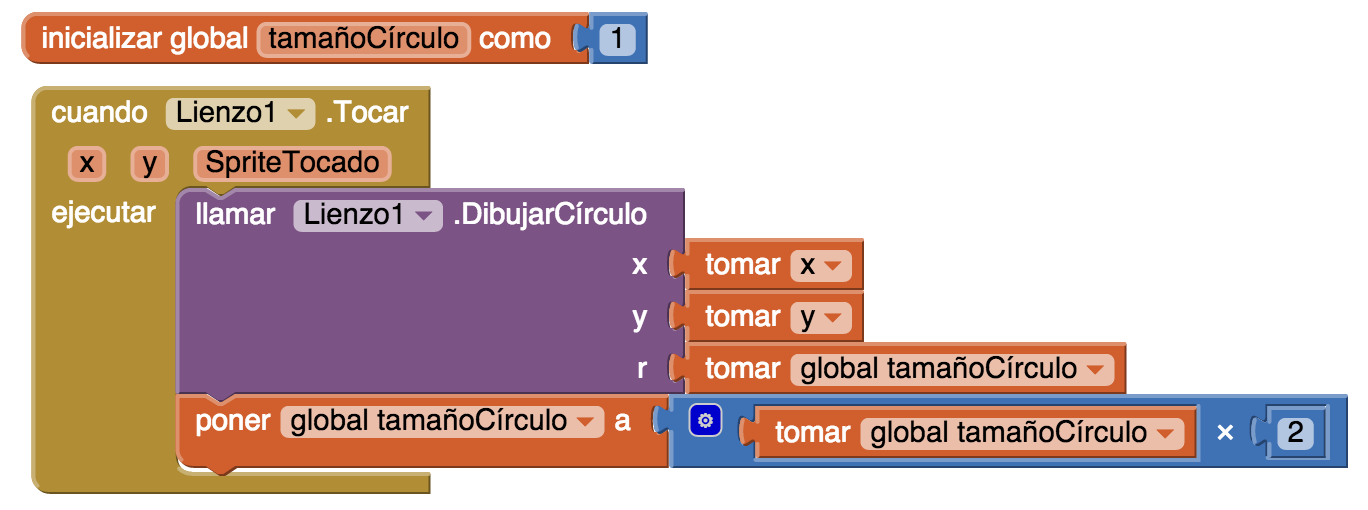 inicializar global tamañoCírculo como 1
cuando Lienzo1 .Tocar
x y SpriteTocado
ejecutar llamar Lienzo1 .DibujarCírculo
x tomar x
y tomar y
r tomar global tamañoCírculo
poner global tamañoCírculo a tomar global tamañoCírculo × 2